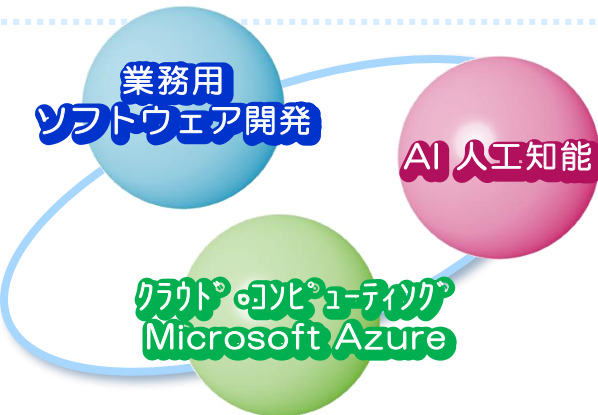 業務用
ソフトウェア開発
AI 人工知能
ｸﾗｳﾄﾞ・ｺﾝﾋﾟｭｰﾃｨﾝｸﾞ
Microsoft Azure